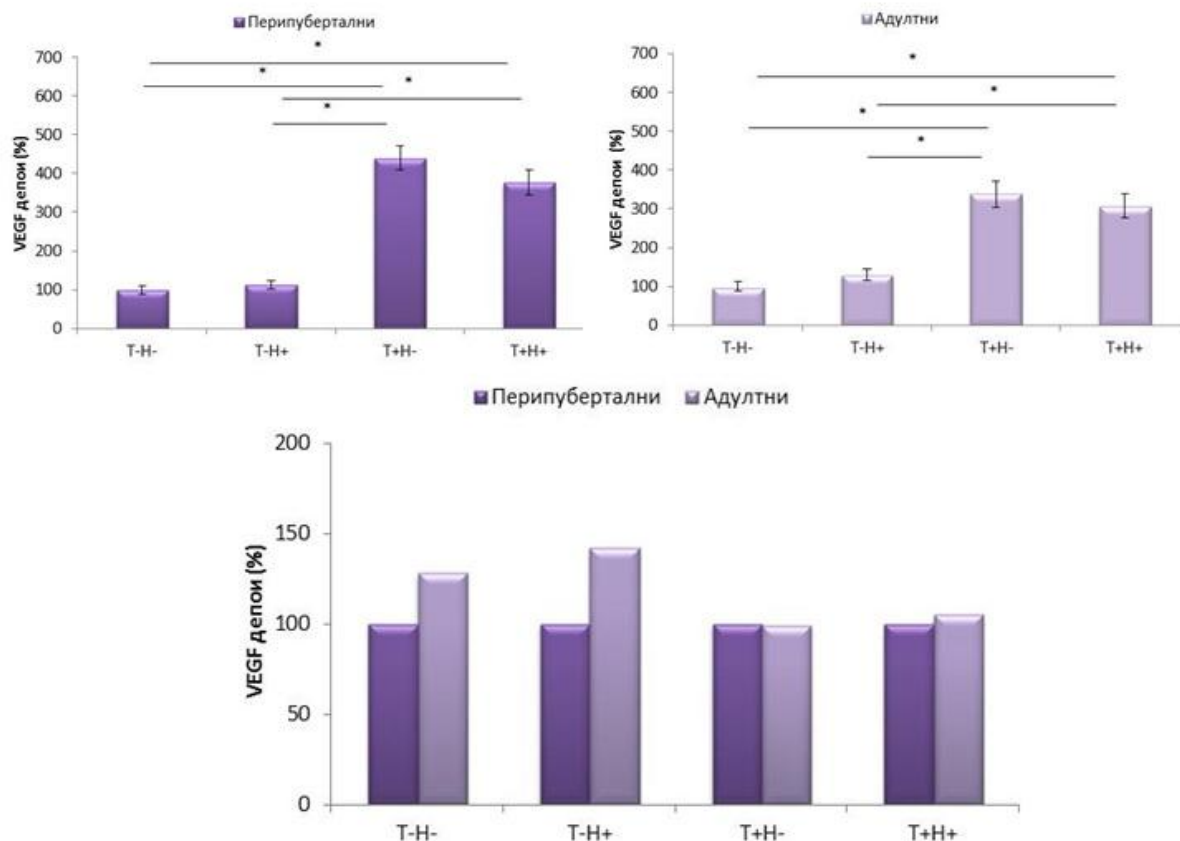 Перипубертални
*
*
*
*
700
600
500
400
300
200
100
0
VEGF депои (%)
T-H-
T-H+
T+H-
T+H+
Адултни
*
*
*
*
700
600
500
400
300
200
100
0
VEGF депои (%)
T-H-
T-H+
T+H-
T+H+
Перипубертални Адултни
200
150
100
50
0
VEGF депои (%)
T-H-
T-H+
T+H-
T+H+